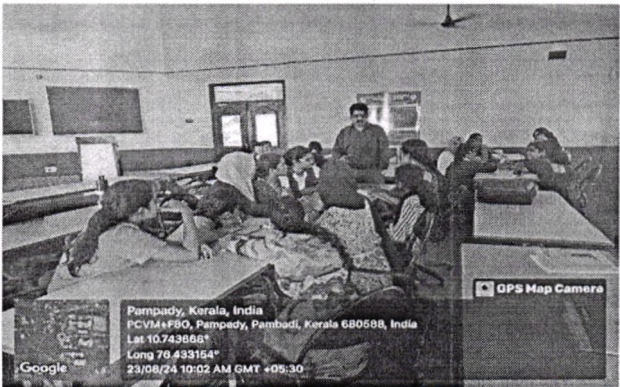 GPS Map Camera
Pampady, Kerala, India
PCVM+F9G, Pampady, Pambadi, Kerala 680588, India
Lat 10.743668°
Long 76.433154°
23/08/24 10:02 AM GMT +05:30
Google